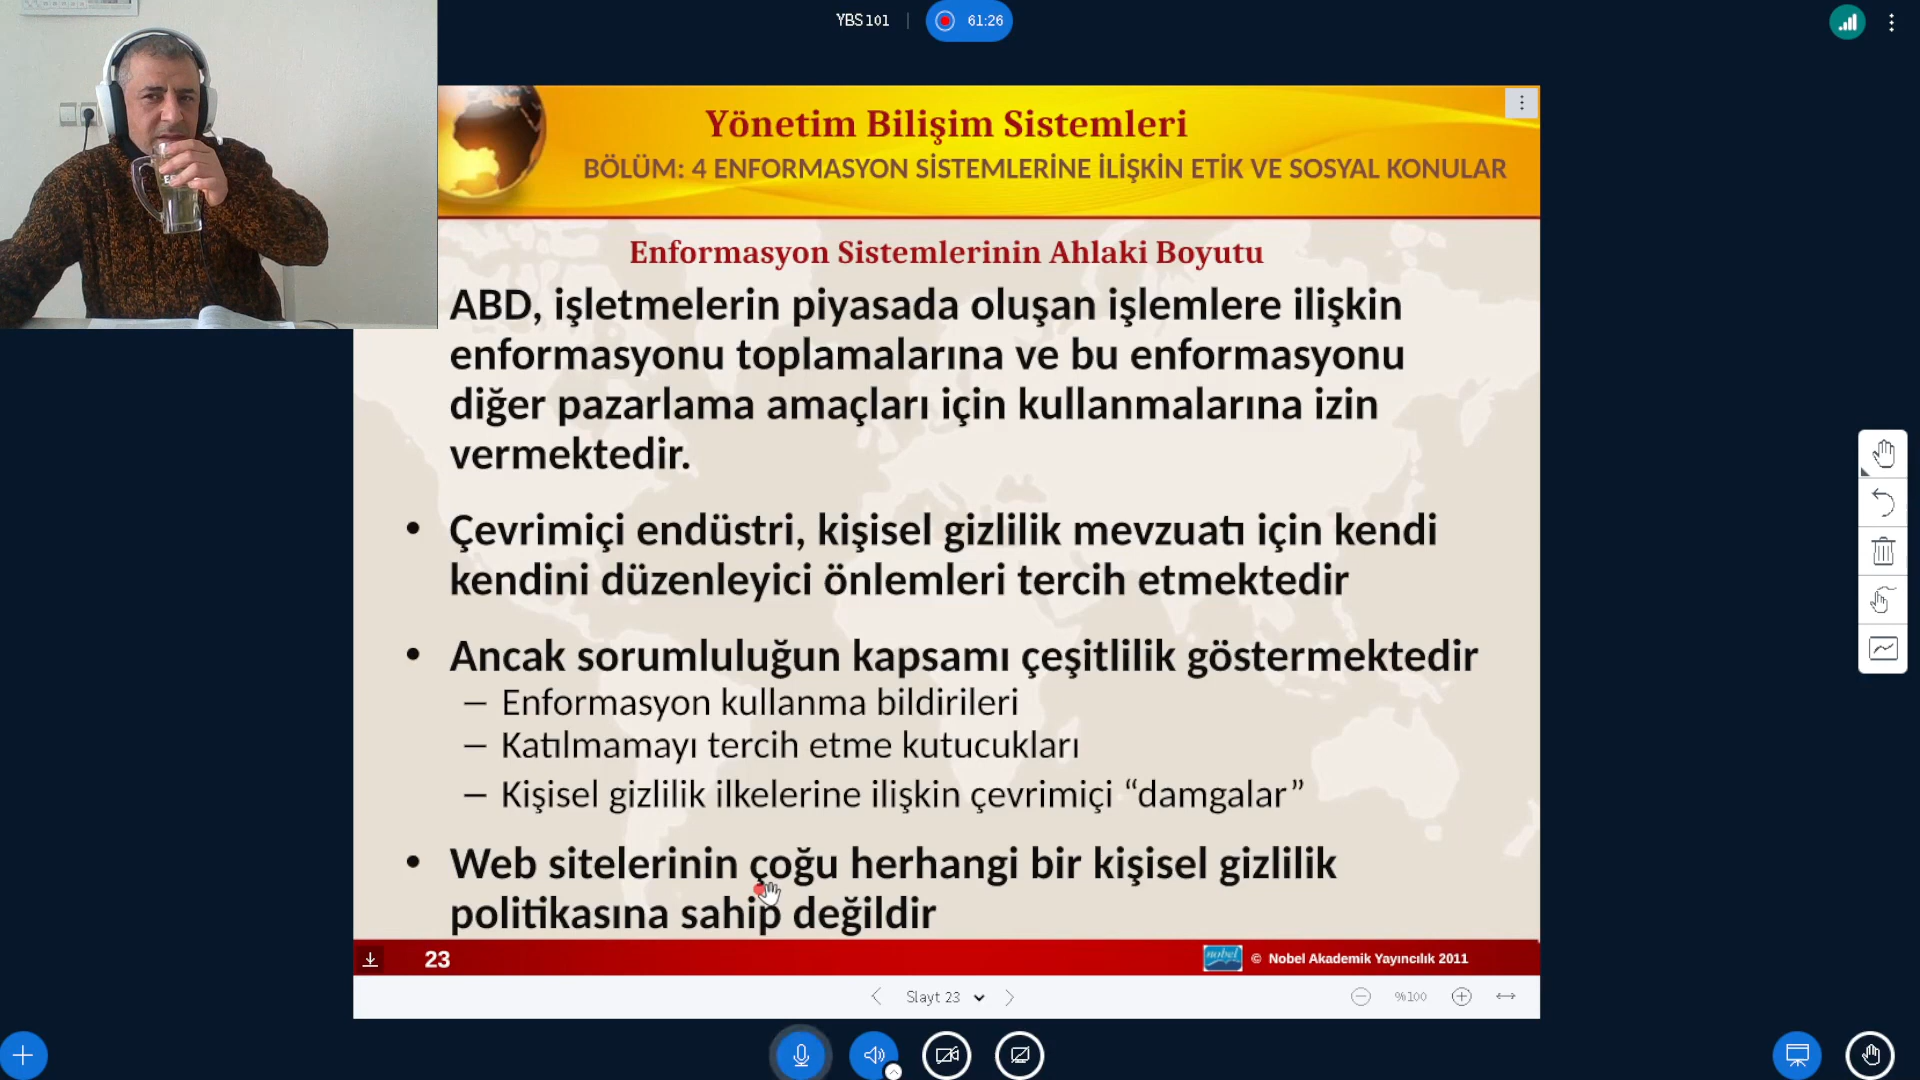 YBS 101
61:26
Yönetim Bilişim Sistemleri
BÖLÜM: 4 ENFORMASYON SİSTEMLERİNE İLİŞKİN ETİK VE SOSYAL KONULAR
Enformasyon Sistemlerinin Ahlaki Boyutu
ABD, işletmelerin piyasada oluşan işlemlere ilişkin
enformasyonu toplamalarına ve bu enformasyonu
diğer pazarlama amaçları için kullanmalarına izin
vermektedir.
• Çevrimiçi endüstri, kişisel gizlilik mevzuatı için kendi
kendini düzenleyici önlemleri tercih etmektedir
• Ancak sorumluluğun kapsamı çeşitlilik göstermektedir
– Enformasyon kullanma bildirileri
– Katılmamayı tercih etme kutucukları
– Kişisel gizlilik ilkelerine ilişkin çevrimiçi “damgalar”
• Web sitelerinin çoğu herhangi bir kişisel gizlilik
politikasına sahip değildir
23
nobel
© Nobel Akademik Yayıncılık 2011
Slayt 23
%100